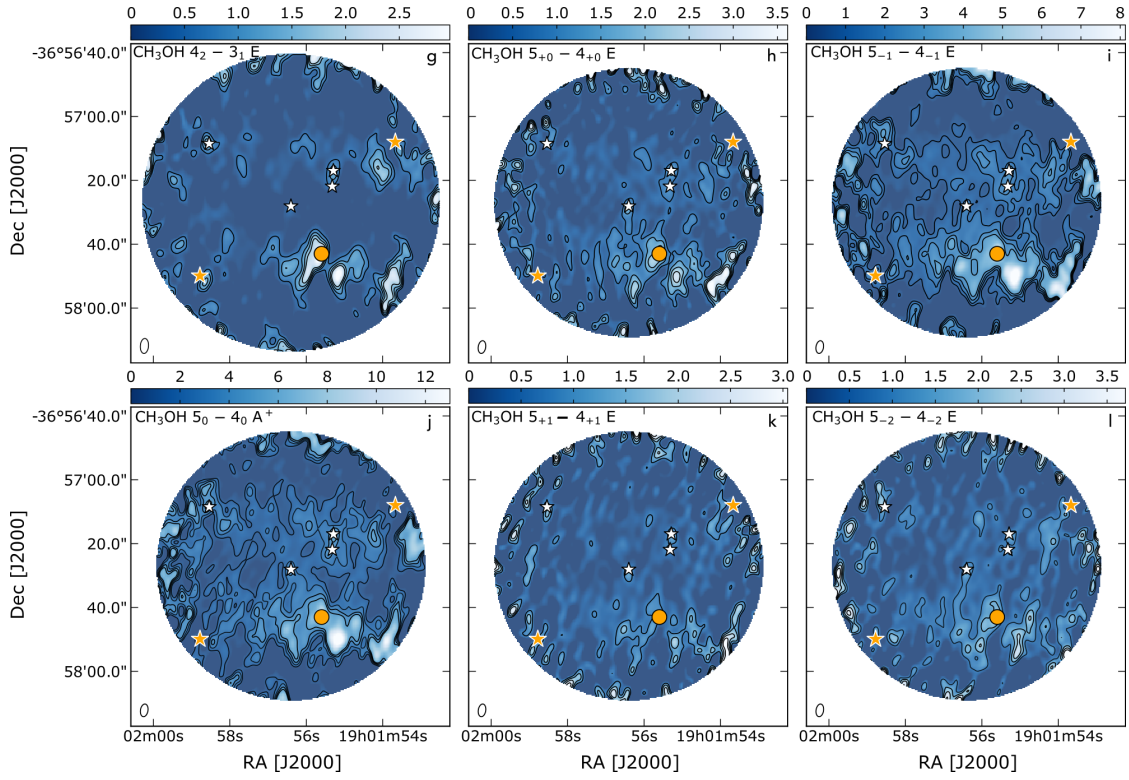 0.5 1.0 1.5 2.0 2.5
0.0 0.5 1.0 1.5 2.0 2.5 3.0
0 1 2 3 4 5 6 7 8
-36°56'40.0"
CH₃OH 4₂ − 3₁ E
g
CH₃OH 5₊₀ − 4₊₀ E
h
CH₃OH 5₋₁ − 4₋₁ E
i
57'00.0"
20.0"
Dec [J2000]
40.0"
58'00.0"
0 2 4 6 8 10 12
0.0 0.5 1.0 1.5 2.0 2.5 3.0
0.0 0.5 1.0 1.5 2.0 2.5 3.0 3.5
-36°56'40.0"
CH₃OH 5₀ − 4₀ A⁺
j
CH₃OH 5₊₁ − 4₊₁ E
k
CH₃OH 5₋₂ − 4₋₂ E
l
57'00.0"
20.0"
Dec [J2000]
40.0"
58'00.0"
02m00s 58s 56s 19h01m54s
02m00s 58s 56s 19h01m54s
02m00s 58s 56s 19h01m54s
RA [J2000]
RA [J2000]
RA [J2000]